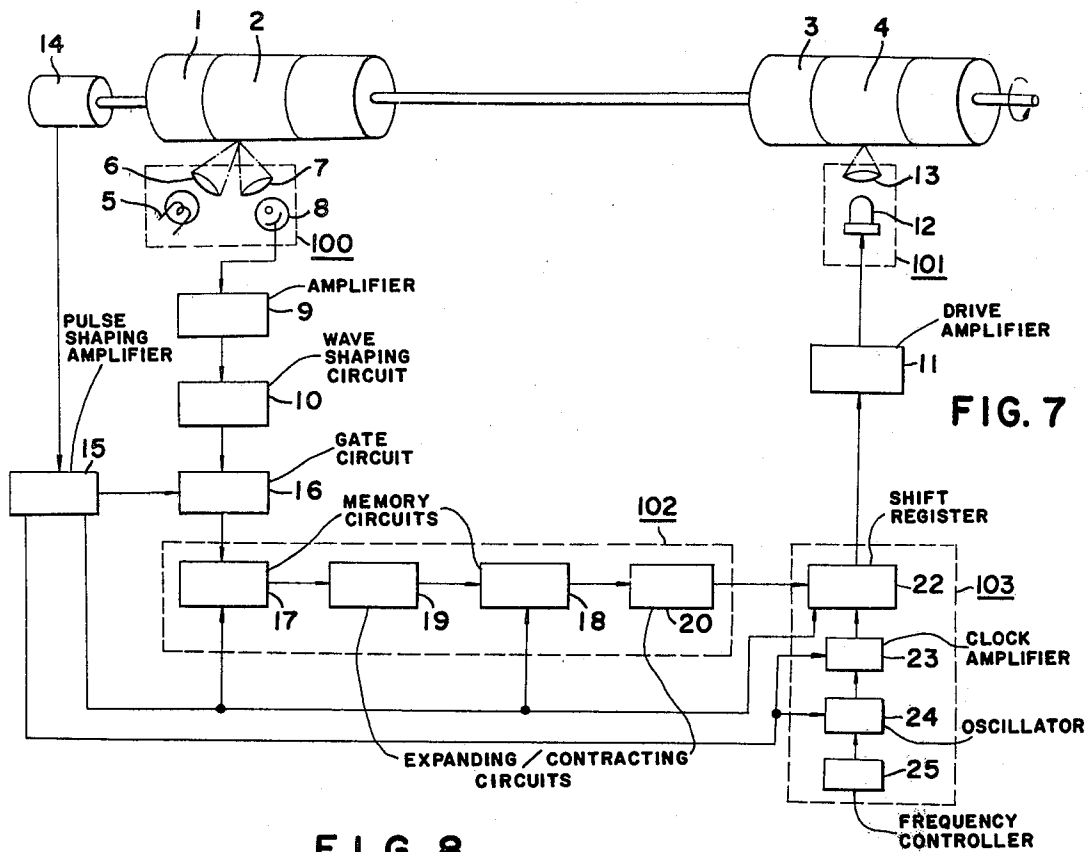 1
2
3
4
14
6
7
5
8
100
13
12
101
AMPLIFIER
9
PULSE
SHAPING
AMPLIFIER
WAVE
SHAPING
CIRCUIT
10
DRIVE
AMPLIFIER
11
FIG. 7
15
GATE
CIRCUIT
16
MEMORY
CIRCUITS
102
SHIFT
REGISTER
17
19
18
20
22
103
CLOCK
AMPLIFIER
23
24
OSCILLATOR
EXPANDING / CONTRACTING
CIRCUITS
25
FREQUENCY
CONTROLLER
FIG. 8